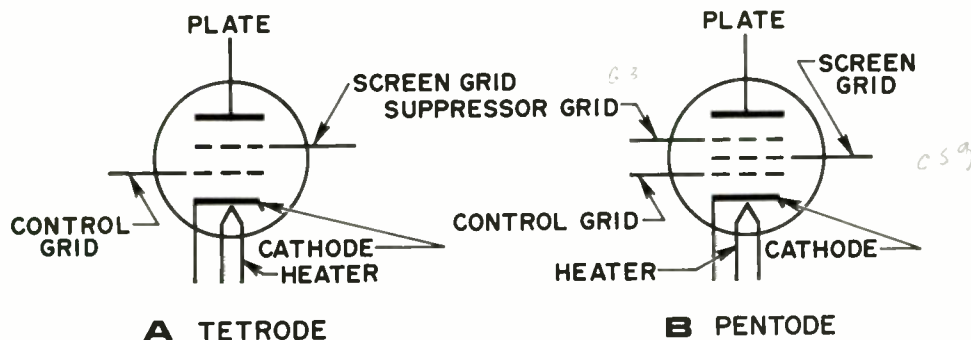 PLATE
SCREEN GRID
CONTROL
GRID
CATHODE
HEATER
A TETRODE
PLATE
SUPPRESSOR GRID
SCREEN
GRID
CONTROL GRID
HEATER
CATHODE
B PENTODE